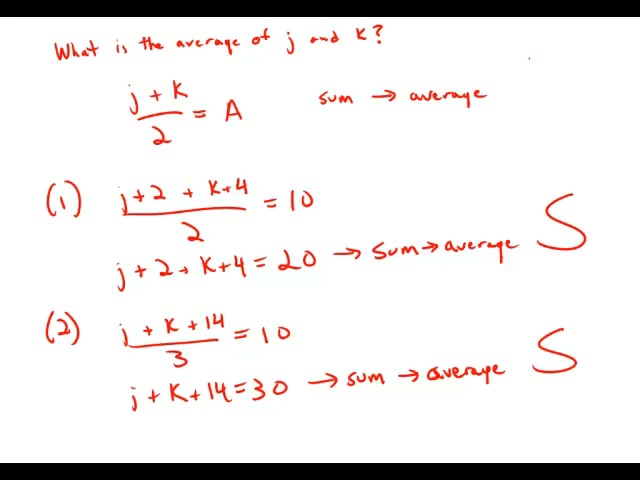 What is the average of j and k?
j + k / 2 = A sum → average
(1) j + 2 + k + 4 / 2 = 10
j + 2 + k + 4 = 20 → sum → average S
(2) j + k + 14 / 3 = 10
j + k + 14 = 30 → sum → average S